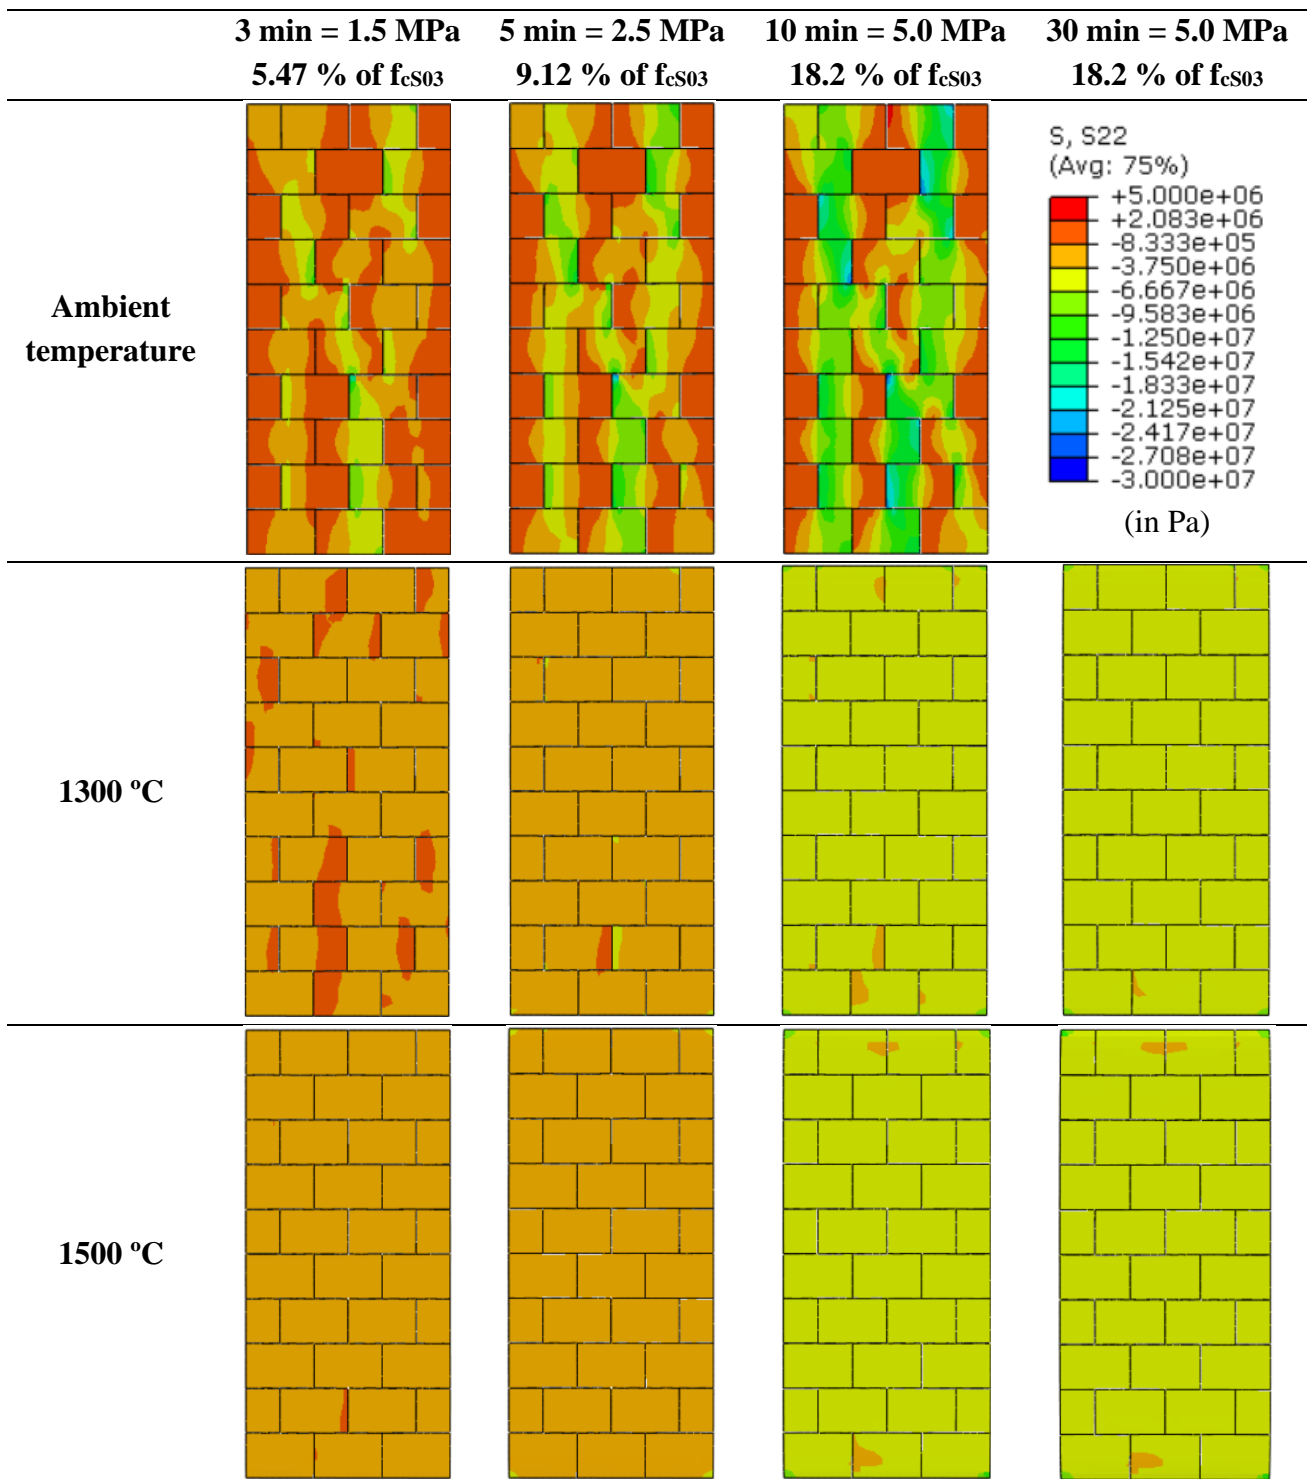 3 min = 1.5 MPa
5.47 % of fcS03
5 min = 2.5 MPa
9.12 % of fcS03
10 min = 5.0 MPa
18.2 % of fcS03
30 min = 5.0 MPa
18.2 % of fcS03
Ambient
temperature
S, S22
(Avg: 75%)
+5.000e+06
+2.083e+06
-8.333e+05
-3.750e+06
-6.667e+06
-9.583e+06
-1.250e+07
-1.542e+07
-1.833e+07
-2.125e+07
-2.417e+07
-2.708e+07
-3.000e+07
(in Pa)
1300 ºC
1500 ºC